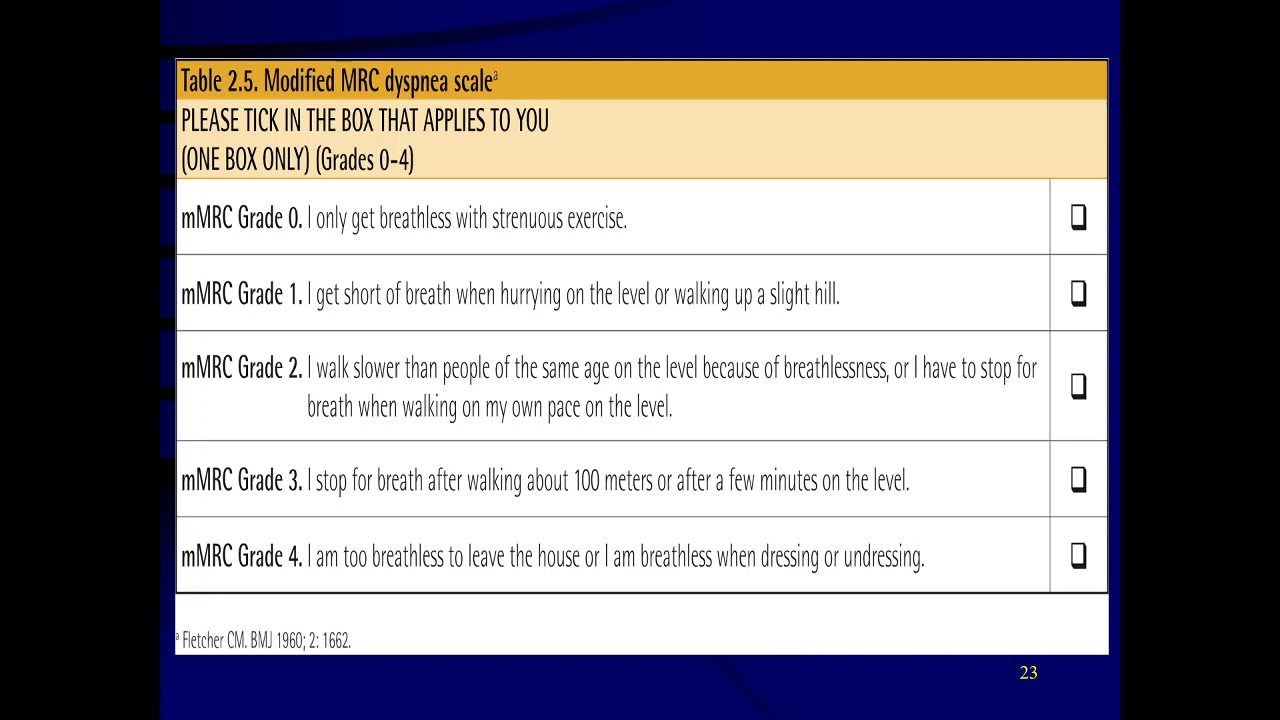 Table 2.5. Modified MRC dyspnea scaleᵃ
PLEASE TICK IN THE BOX THAT APPLIES TO YOU
(ONE BOX ONLY) (Grades 0-4)
mMRC Grade 0. I only get breathless with strenuous exercise.
mMRC Grade 1. I get short of breath when hurrying on the level or walking up a slight hill.
mMRC Grade 2. I walk slower than people of the same age on the level because of breathlessness, or I have to stop for
breath when walking on my own pace on the level.
mMRC Grade 3. I stop for breath after walking about 100 meters or after a few minutes on the level.
mMRC Grade 4. I am too breathless to leave the house or I am breathless when dressing or undressing.
ᵃ Fletcher CM. BMJ 1960; 2: 1662.
23